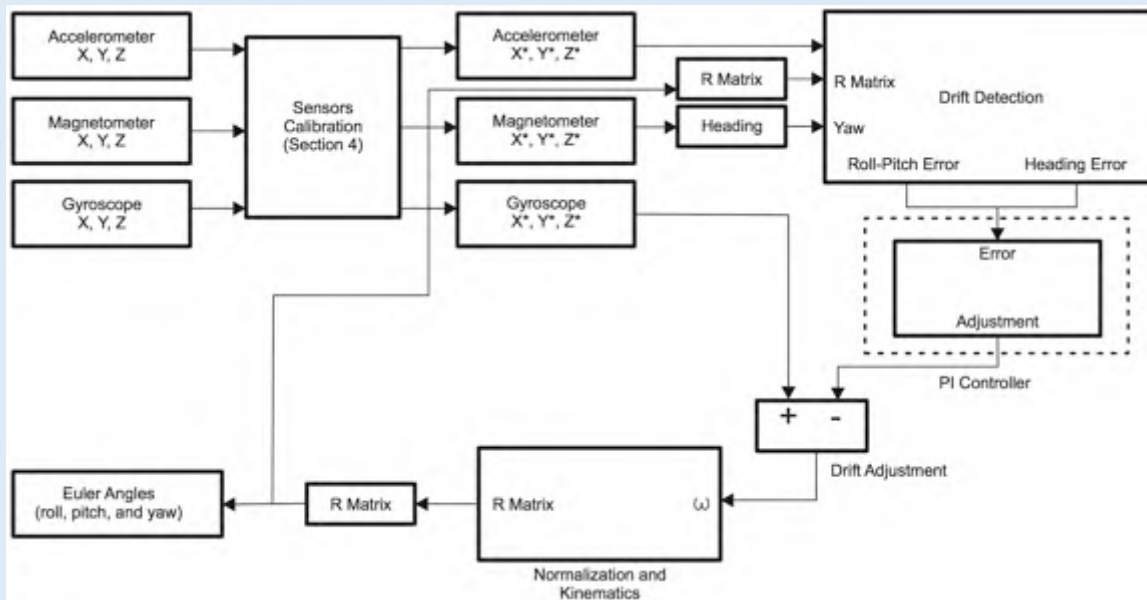 Accelerometer
X, Y, Z
Magnetometer
X, Y, Z
Gyroscope
X, Y, Z
Sensors
Calibration
(Section 4)
Accelerometer
X*, Y*, Z*
Magnetometer
X*, Y*, Z*
Gyroscope
X*, Y*, Z*
R Matrix
Heading
R Matrix
Drift Detection
Yaw
Roll-Pitch Error
Heading Error
Error
Adjustment
PI Controller
+ -
Drift Adjustment
ω
R Matrix
Normalization and
Kinematics
R Matrix
Euler Angles
(roll, pitch, and yaw)